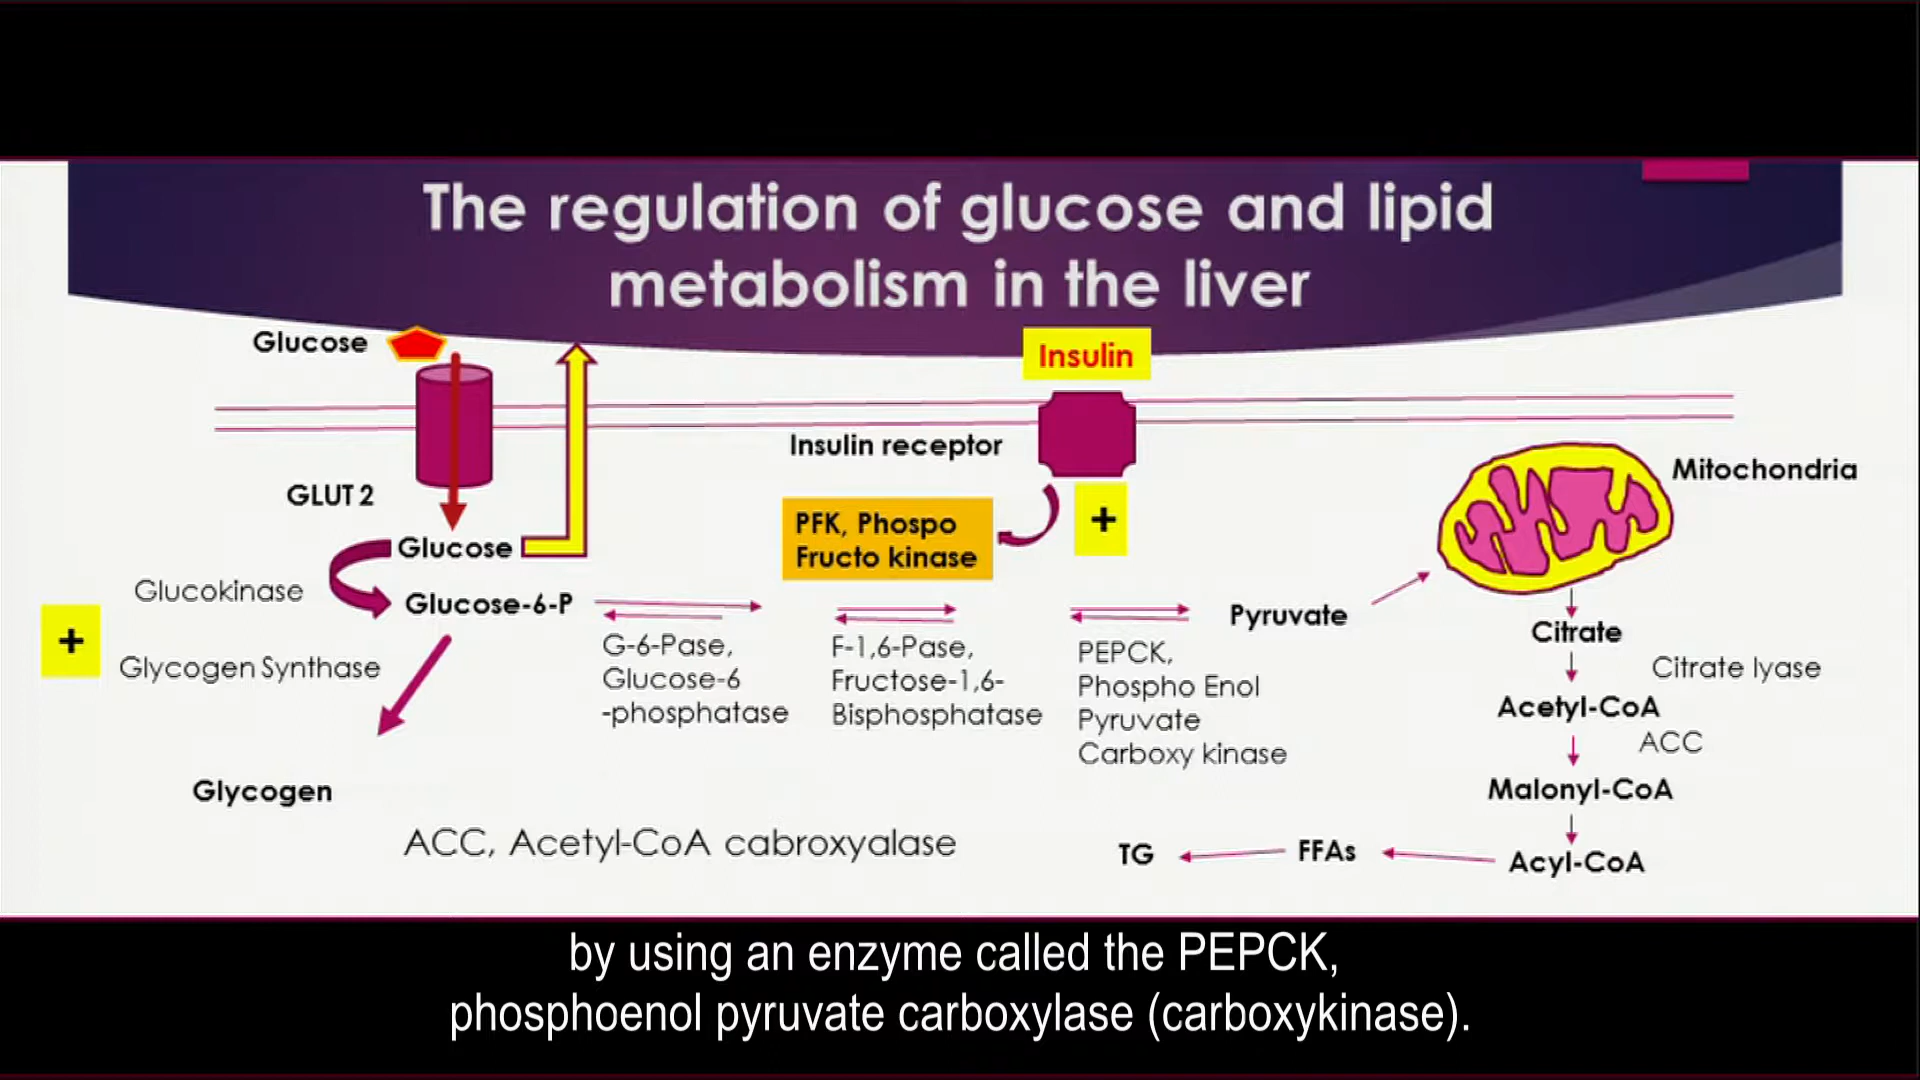 The regulation of glucose and lipid
metabolism in the liver
Glucose
Insulin
Insulin receptor
Mitochondria
GLUT 2
PFK, Phospo
Fructo kinase
+
Glucose
Glucokinase
Glucose-6-P
Pyruvate
Citrate
+
Glycogen Synthase
G-6-Pase,
Glucose-6
-phosphatase
F-1,6-Pase,
Fructose-1,6-
Bisphosphatase
PEPCK,
Phospho Enol
Pyruvate
Carboxy kinase
Citrate lyase
Acetyl-CoA
ACC
Malonyl-CoA
Glycogen
ACC, Acetyl-CoA cabroxyalase
TG
FFAs
Acyl-CoA
by using an enzyme called the PEPCK,
phosphoenol pyruvate carboxylase (carboxykinase).